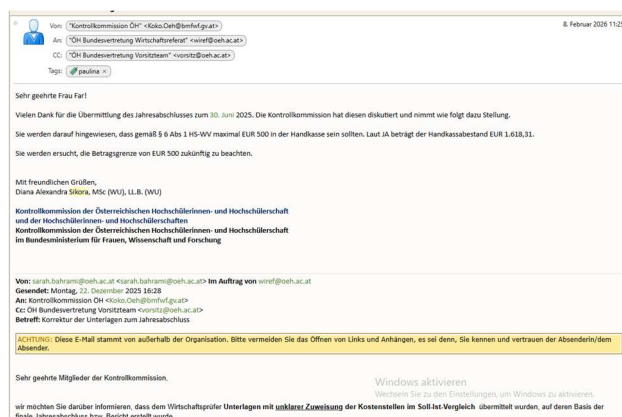 Von: "Kontrollkommission ÖH" <Koko.Oeh@bmfwf.gv.at>
8. Februar 2026 11:25
An: "ÖH Bundesvertretung Wirtschaftsreferat" <wiref@oeh.ac.at>
CC: "ÖH Bundesvertretung Vorsitzteam" <vorsitz@oeh.ac.at>
Tags: paulina ×
Sehr geehrte Frau Far!
Vielen Dank für die Übermittlung des Jahresabschlusses zum 30. Juni 2025. Die Kontrollkommission hat diesen diskutiert und nimmt wie folgt dazu Stellung.
Sie werden darauf hingewiesen, dass gemäß § 6 Abs 1 HS-WV maximal EUR 500 in der Handkasse sein sollten. Laut JA beträgt der Handkassabestand EUR 1.618,31.
Sie werden ersucht, die Betragsgrenze von EUR 500 zukünftig zu beachten.
Mit freundlichen Grüßen,
Diana Alexandra Sikora, MSc (WU), LL.B. (WU)
Kontrollkommission der Österreichischen Hochschülerinnen- und Hochschülerschaft
und der Hochschülerinnen- und Hochschülerschaften
Kontrollkommission der Österreichischen Hochschülerinnen- und Hochschülerschaft
im Bundesministerium für Frauen, Wissenschaft und Forschung
Von: sarah.bahrami@oeh.ac.at <sarah.bahrami@oeh.ac.at> Im Auftrag von wiref@oeh.ac.at
Gesendet: Montag, 22. Dezember 2025 16:28
An: Kontrollkommission ÖH <Koko.Oeh@bmfwf.gv.at>
Cc: ÖH Bundesvertretung Vorsitzteam <vorsitz@oeh.ac.at>
Betreff: Korrektur der Unterlagen zum Jahresabschluss
ACHTUNG: Diese E-Mail stammt von außerhalb der Organisation. Bitte vermeiden Sie das Öffnen von Links und Anhängen, es sei denn, Sie kennen und vertrauen der Absenderin/dem
Absender.
Sehr geehrte Mitglieder der Kontrollkommission,
Windows aktivieren
Wechseln Sie zu den Einstellungen, um Windows zu aktivieren.
wir möchten Sie darüber informieren, dass dem Wirtschaftsprüfer Unterlagen mit unklarer Zuweisung der Kostenstellen im Soll-Ist-Vergleich übermittelt wurden, auf deren Basis der
finale Jahresabschluss bzw. Bericht erstellt wurde.